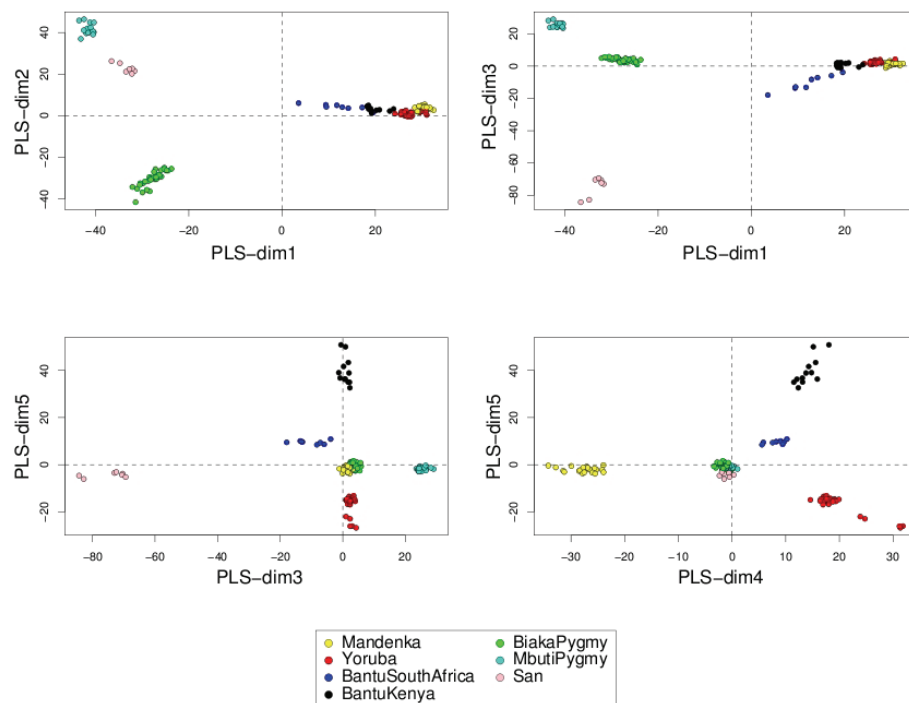 40
20
0
−20
−40
PLS−dim2
−40
−20
0
20
PLS−dim1
20
0
−20
−40
−60
−80
PLS−dim3
−40
−20
0
20
PLS−dim1
40
20
0
−20
PLS−dim5
−80
−60
−40
−20
0
20
PLS−dim3
40
20
0
−20
PLS−dim5
−30
−20
−10
0
10
20
30
PLS−dim4
Mandenka
Yoruba
BantuSouthAfrica
BantuKenya
BiakaPygmy
MbutiPygmy
San